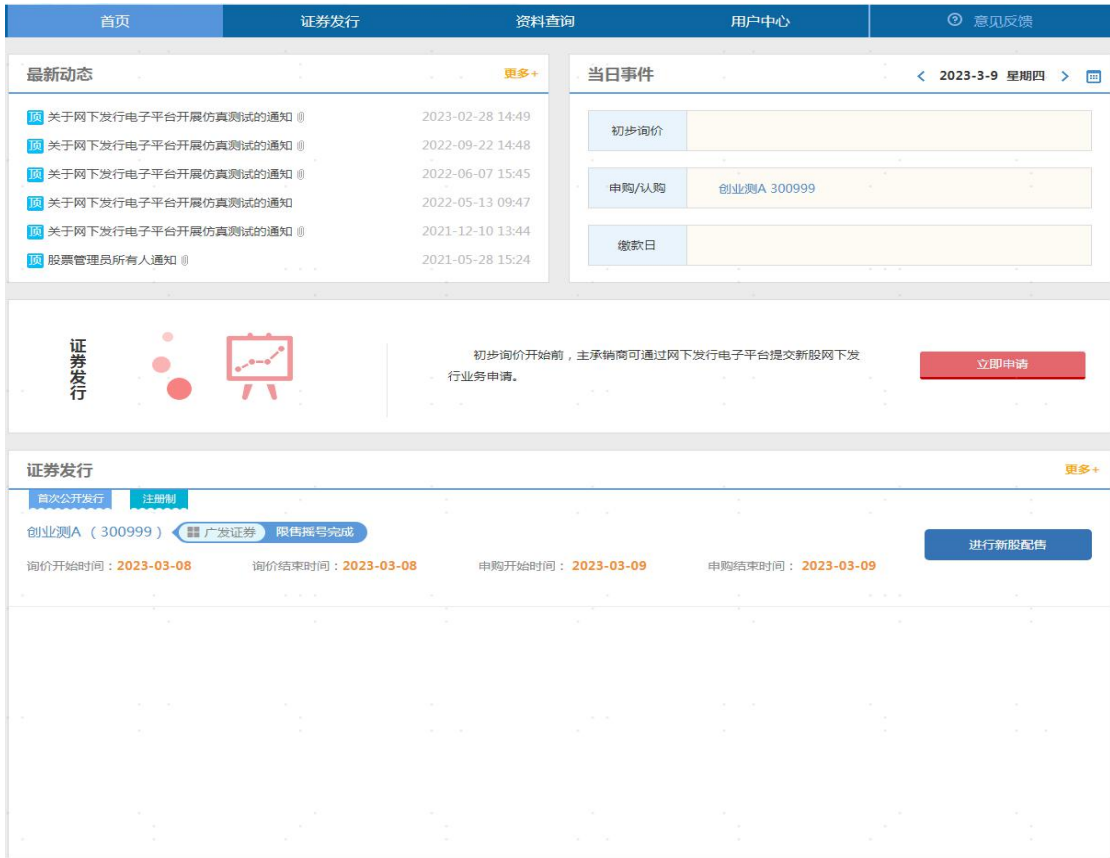 首页 证券发行 资料查询 用户中心 意见反馈
最新动态 更多+
顶 关于网下发行电子平台开展仿真测试的通知 2023-02-28 14:49
顶 关于网下发行电子平台开展仿真测试的通知 2022-09-22 14:48
顶 关于网下发行电子平台开展仿真测试的通知 2022-06-07 15:45
顶 关于网下发行电子平台开展仿真测试的通知 2022-05-13 09:47
顶 关于网下发行电子平台开展仿真测试的通知 2021-12-10 13:44
顶 股票管理员所有人通知 2021-05-28 15:24
当日事件 < 2023-3-9 星期四 >
初步询价
申购/认购 创业测A 300999
缴款日
证券发行
初步询价开始前，主承销商可通过网下发行电子平台提交新股网下发
行业务申请。
立即申请
证券发行 更多+
首次公开发行 注册制
创业测A （300999） 广发证券 限售摇号完成
进行新股配售
询价开始时间：2023-03-08 询价结束时间：2023-03-08 申购开始时间： 2023-03-09 申购结束时间： 2023-03-09